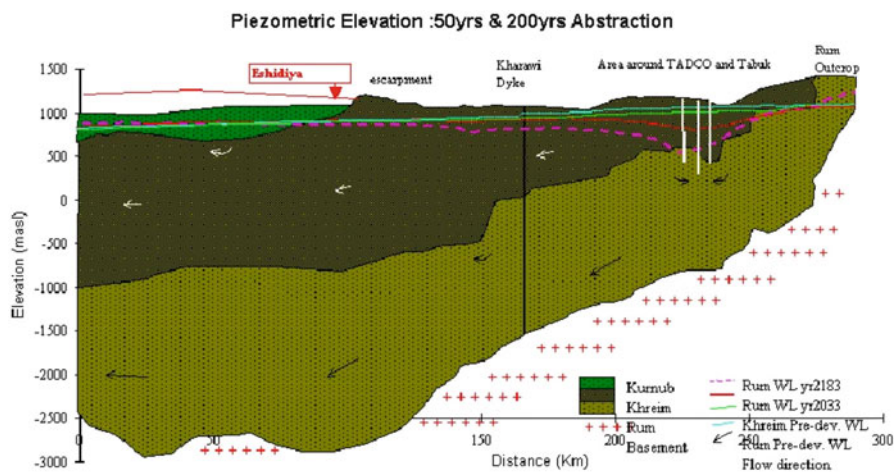 Piezometric Elevation :50yrs & 200yrs Abstraction
Eshidiya
escarpment
Kharawi
Dyke
Area around TADCO and Tabuk
Rum
Outcrop
1500
1000
500
0
-500
-1000
-1500
-2000
-2500
-3000
Elevation (masl)
0
50
150
200
250
300
Distance (Km)
Kurnub
Khreim
Rum
Basement
Rum WL yr2183
Rum WL yr2033
Khreim Pre-dev. WL
Rum Pre-dev. WL
Flow direction